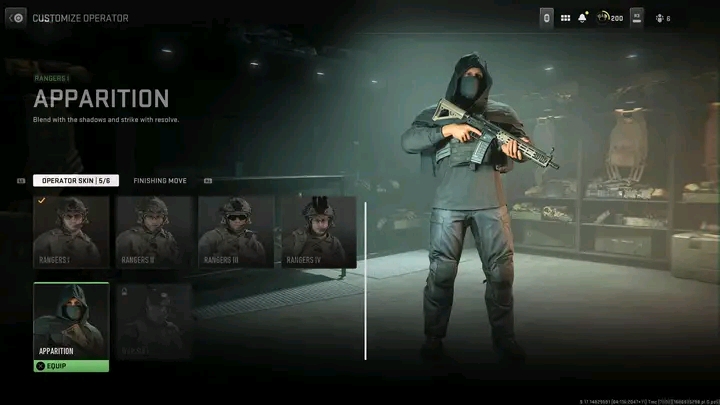 CUSTOMIZE OPERATOR
200
6
RANGERS I
APPARITION
Blend with the shadows and strike with resolve.
OPERATOR SKIN | 5/6
FINISHING MOVE
RANGERS I
RANGERS II
RANGERS III
RANGERS IV
APPARITION
EQUIP